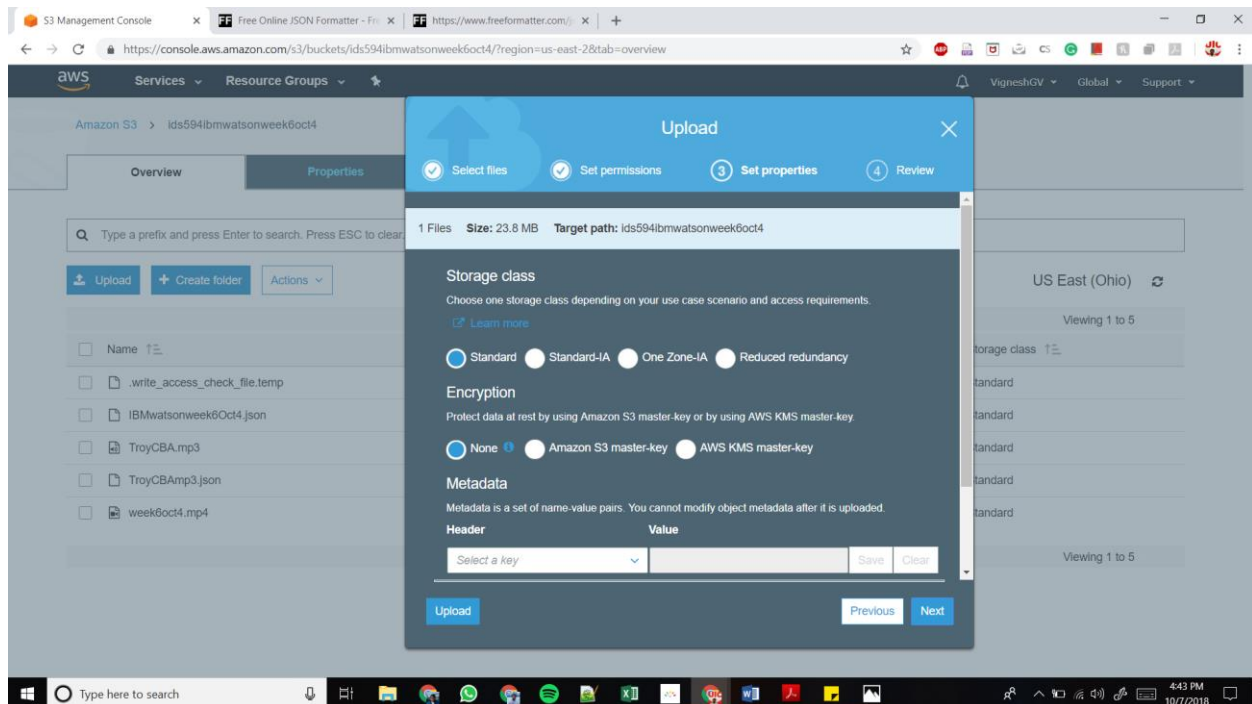 S3 Management Console
Free Online JSON Formatter - Fre
https://www.freeformatter.com/j
https://console.aws.amazon.com/s3/buckets/ids594ibmwatsonweek6oct4/?region=us-east-2&tab=overview
aws Services Resource Groups VigneshGV Global Support
Amazon S3 > ids594ibmwatsonweek6oct4
Overview Properties
Type a prefix and press Enter to search. Press ESC to clear.
Upload + Create folder Actions US East (Ohio)
Viewing 1 to 5
Name torage class
.write_access_check_file.temp tandard
IBMwatsonweek6Oct4.json tandard
TroyCBA.mp3 tandard
TroyCBAmp3.json tandard
week6oct4.mp4 tandard
Viewing 1 to 5
Upload
Select files Set permissions 3 Set properties 4 Review
1 Files Size: 23.8 MB Target path: ids594ibmwatsonweek6oct4
Storage class
Choose one storage class depending on your use case scenario and access requirements.
Learn more
Standard Standard-IA One Zone-IA Reduced redundancy
Encryption
Protect data at rest by using Amazon S3 master-key or by using AWS KMS master-key.
None Amazon S3 master-key AWS KMS master-key
Metadata
Metadata is a set of name-value pairs. You cannot modify object metadata after it is uploaded.
Header Value
Select a key Save Clear
Upload Previous Next
Type here to search
4:43 PM
10/7/2018